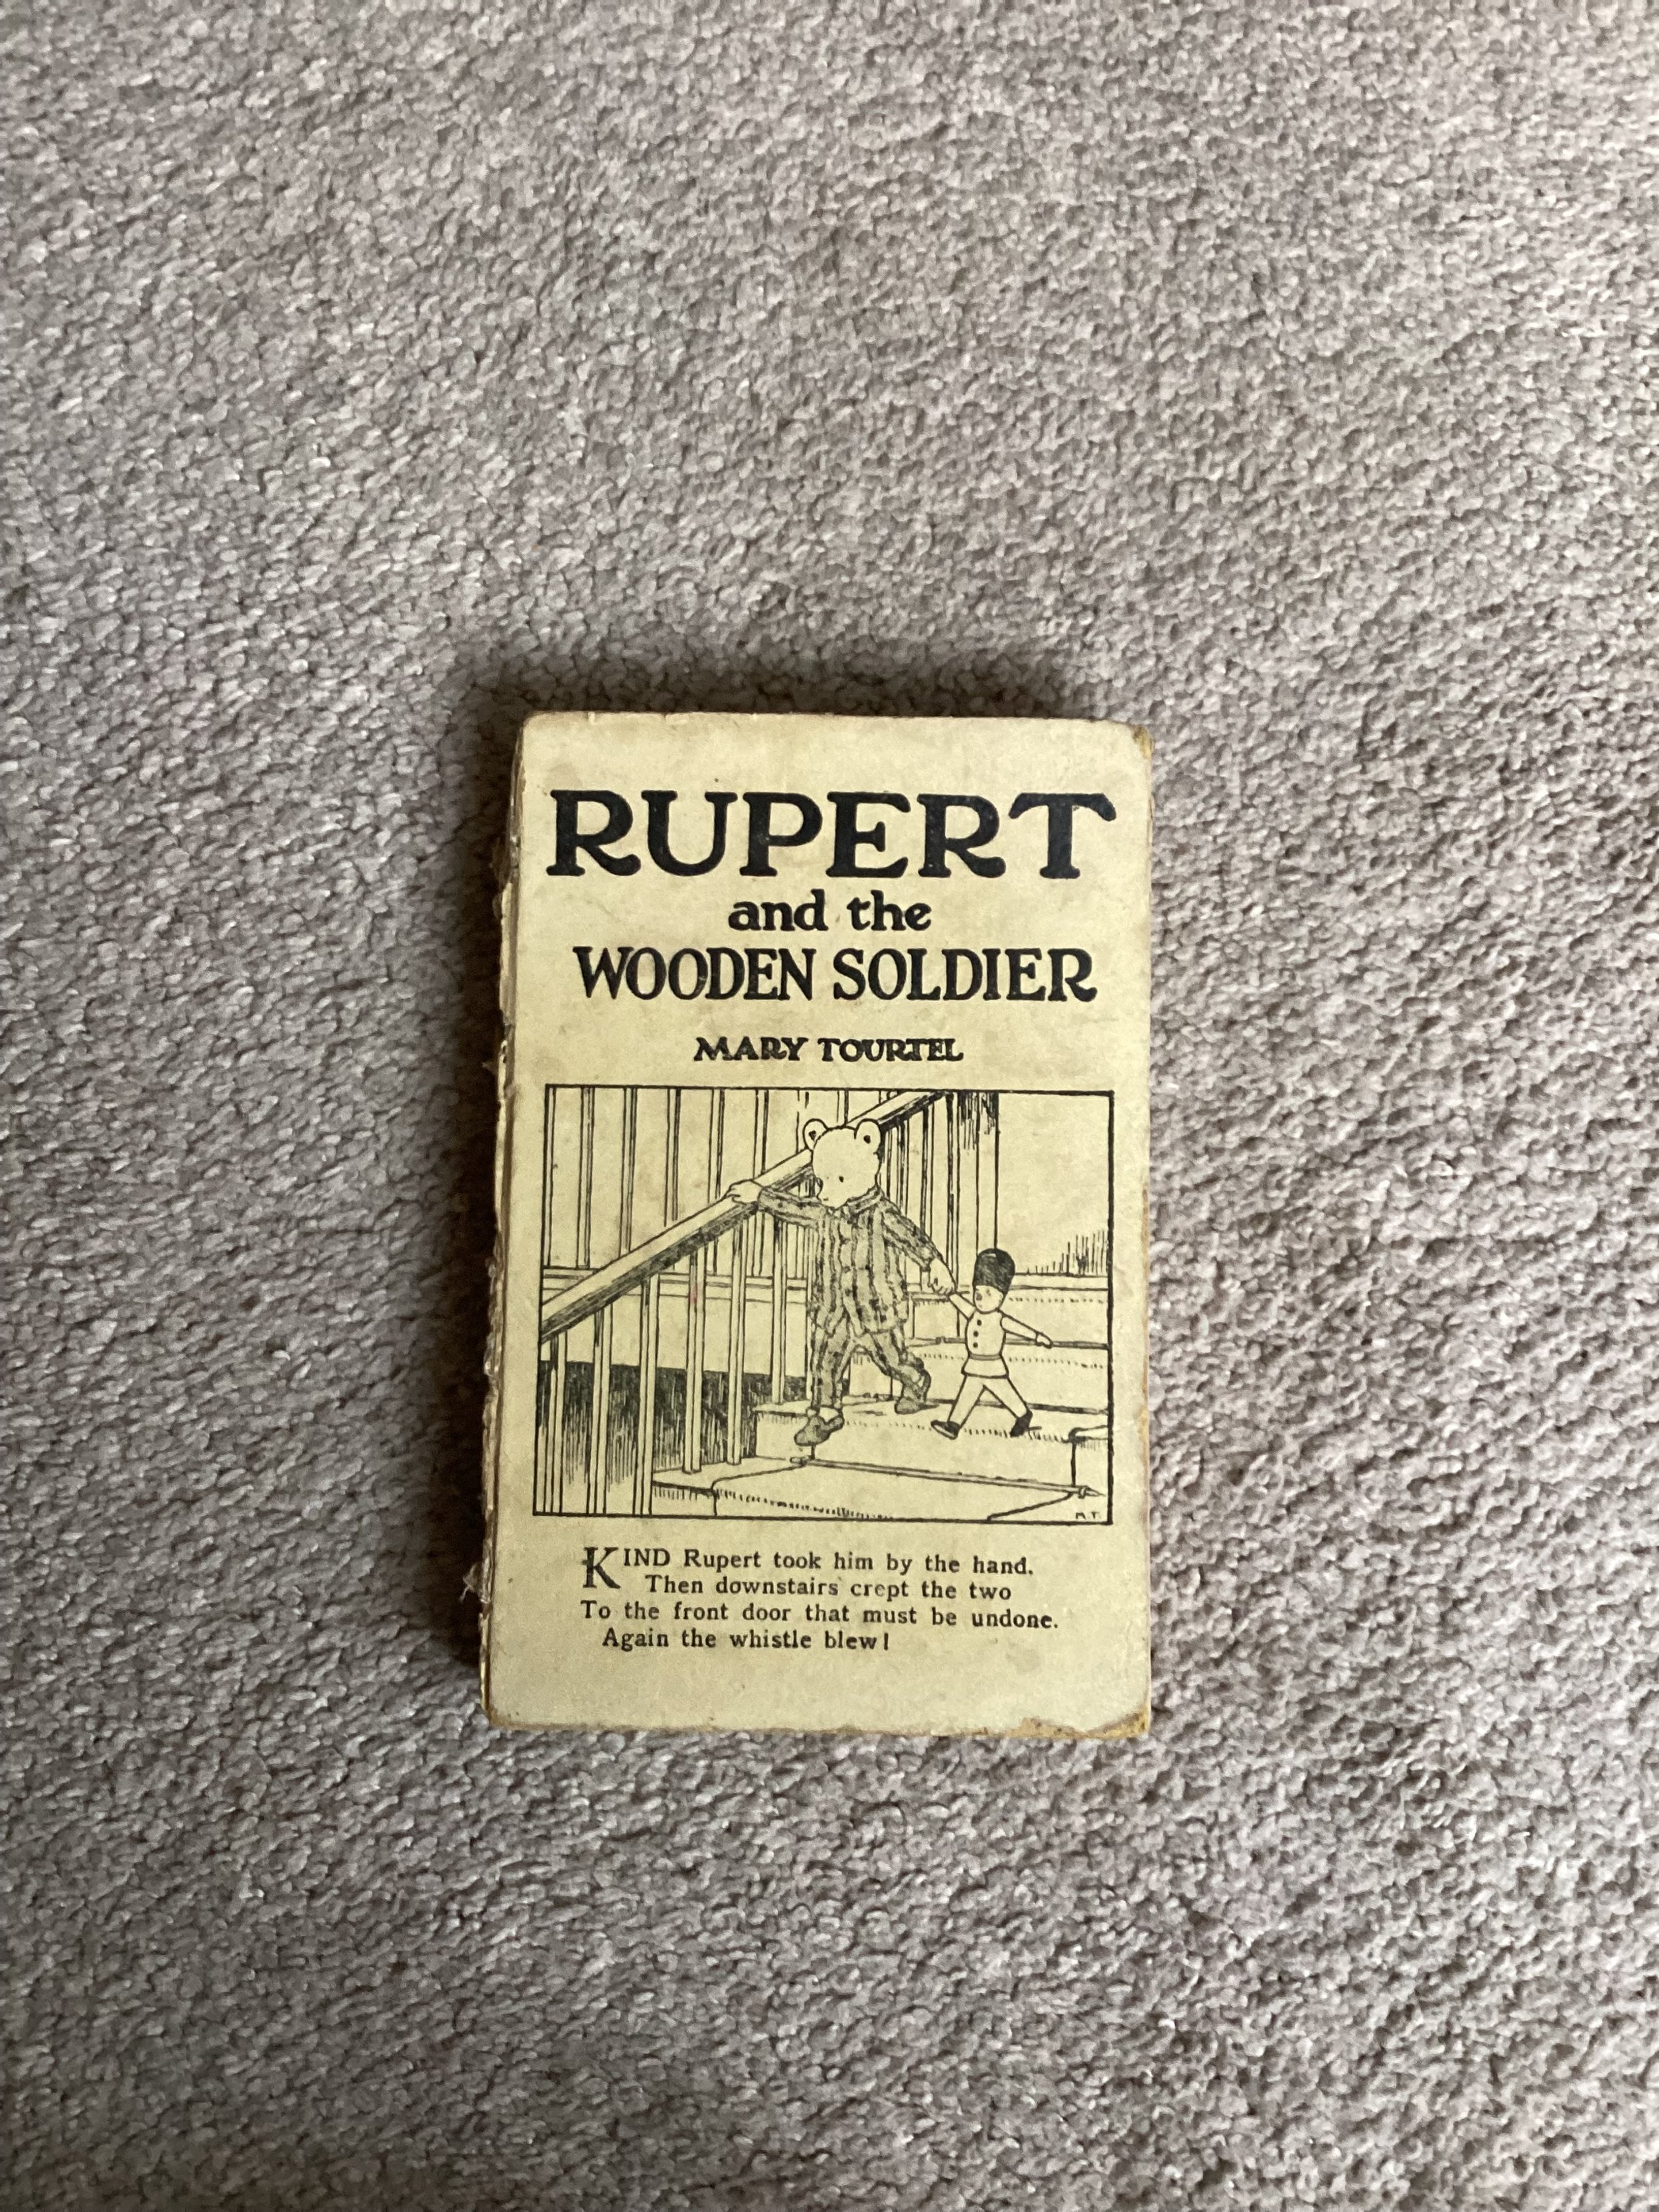 RUPERT
and the
WOODEN SOLDIER
MARY TOURTEL
M.T.
KIND Rupert took him by the hand.
Then downstairs crept the two
To the front door that must be undone.
Again the whistle blew!